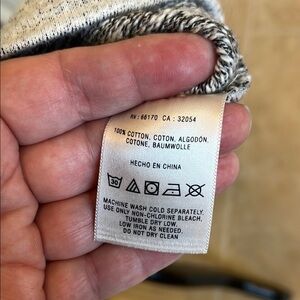 RN : 66170 CA : 32054
100% COTTON, COTON, ALGODÓN,
COTONE, BAUMWOLLE
HECHO EN CHINA
30
MACHINE WASH COLD SEPARATELY.
USE ONLY NON-CHLORINE BLEACH.
TUMBLE DRY LOW.
LOW IRON AS NEEDED.
DO NOT DRY CLEAN